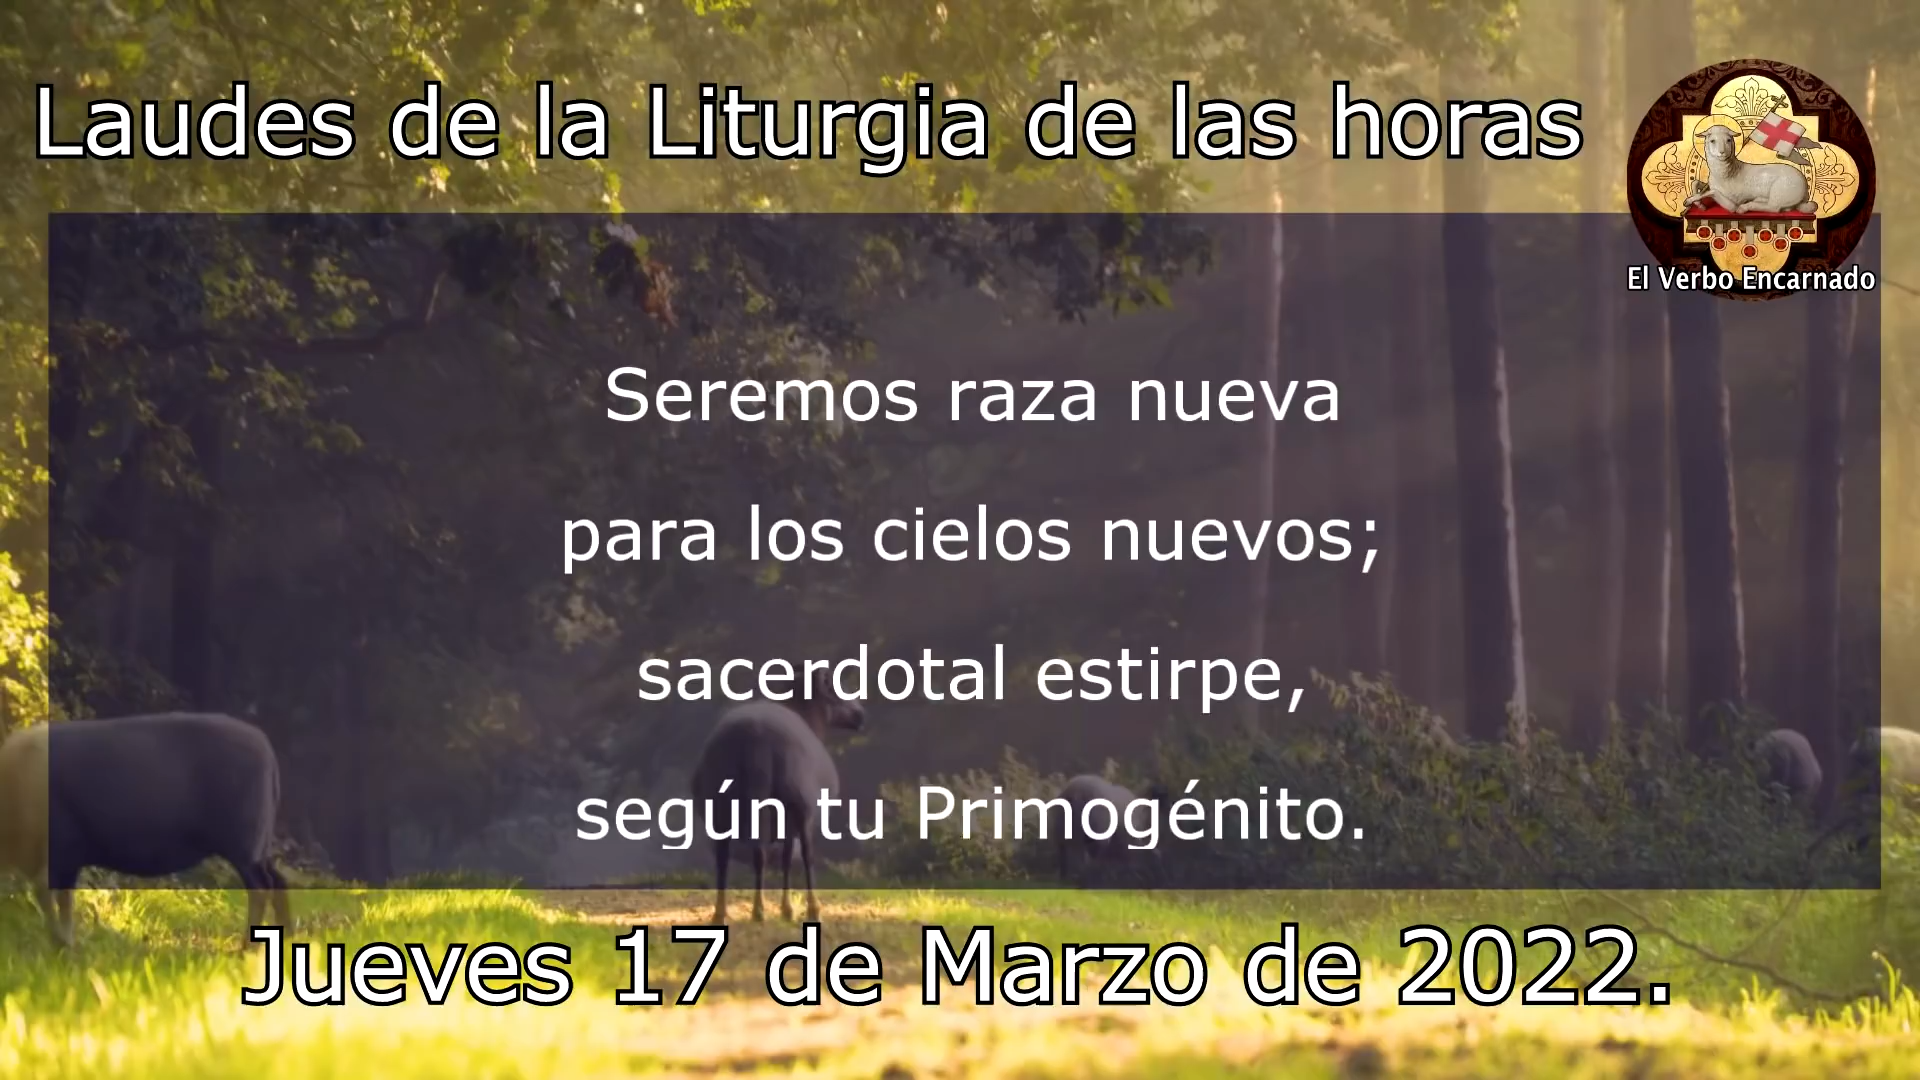 Laudes de la Liturgia de las horas
El Verbo Encarnado
Seremos raza nueva
para los cielos nuevos;
sacerdotal estirpe,
según tu Primogénito.
Jueves 17 de Marzo de 2022.